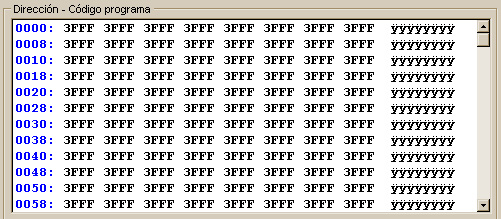 Dirección - Código programa
0000: 3FFF 3FFF 3FFF 3FFF 3FFF 3FFF 3FFF 3FFF ÿÿÿÿÿÿÿÿ
0008: 3FFF 3FFF 3FFF 3FFF 3FFF 3FFF 3FFF 3FFF ÿÿÿÿÿÿÿÿ
0010: 3FFF 3FFF 3FFF 3FFF 3FFF 3FFF 3FFF 3FFF ÿÿÿÿÿÿÿÿ
0018: 3FFF 3FFF 3FFF 3FFF 3FFF 3FFF 3FFF 3FFF ÿÿÿÿÿÿÿÿ
0020: 3FFF 3FFF 3FFF 3FFF 3FFF 3FFF 3FFF 3FFF ÿÿÿÿÿÿÿÿ
0028: 3FFF 3FFF 3FFF 3FFF 3FFF 3FFF 3FFF 3FFF ÿÿÿÿÿÿÿÿ
0030: 3FFF 3FFF 3FFF 3FFF 3FFF 3FFF 3FFF 3FFF ÿÿÿÿÿÿÿÿ
0038: 3FFF 3FFF 3FFF 3FFF 3FFF 3FFF 3FFF 3FFF ÿÿÿÿÿÿÿÿ
0040: 3FFF 3FFF 3FFF 3FFF 3FFF 3FFF 3FFF 3FFF ÿÿÿÿÿÿÿÿ
0048: 3FFF 3FFF 3FFF 3FFF 3FFF 3FFF 3FFF 3FFF ÿÿÿÿÿÿÿÿ
0050: 3FFF 3FFF 3FFF 3FFF 3FFF 3FFF 3FFF 3FFF ÿÿÿÿÿÿÿÿ
0058: 3FFF 3FFF 3FFF 3FFF 3FFF 3FFF 3FFF 3FFF ÿÿÿÿÿÿÿÿ